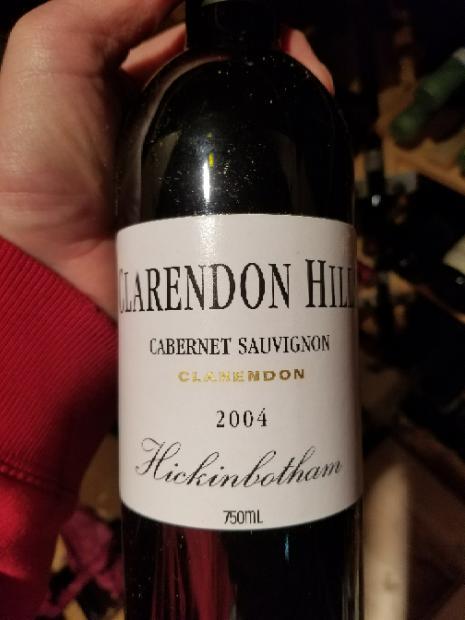 CLARENDON HILL
CABERNET SAUVIGNON
CLARENDON
2004
Hickinbotham
750ML